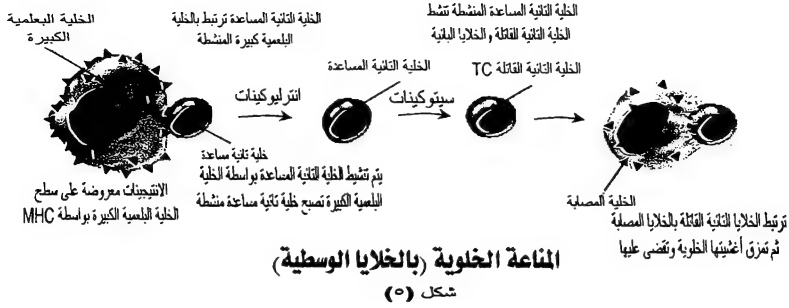 الخلية البعلمية
الكبيرة
الخلية التائية المساعدة ترتبط بالخلية
البلعمية كبيرة المنشطة
الخلية التائية المساعدة المنشطة تنشط
الخلية التائية القاتلة و الخلايا البائية
انترليوكينات
الخلية التائية المساعدة
سيتوكينات
الخلية التائية القاتلة TC
خلية تائية مساعدة
الانتيجينات معروضة على سطح
الخلية البلعمية الكبيرة بواسطة MHC
يتم تنشيط الخلية التائية المساعدة بواسطة الخلية
البلعمية الكبيرة تصبح خلية تائية مساعدة منشطة
الخلية المصابة
ترتبط الخلايا التائية القاتلة بالخلايا المصابة
ثم تمزق أغشيتها الخلوية وتقضى عليها
المناعة الخلوية (بالخلايا الوسطية)
شكل (٥)